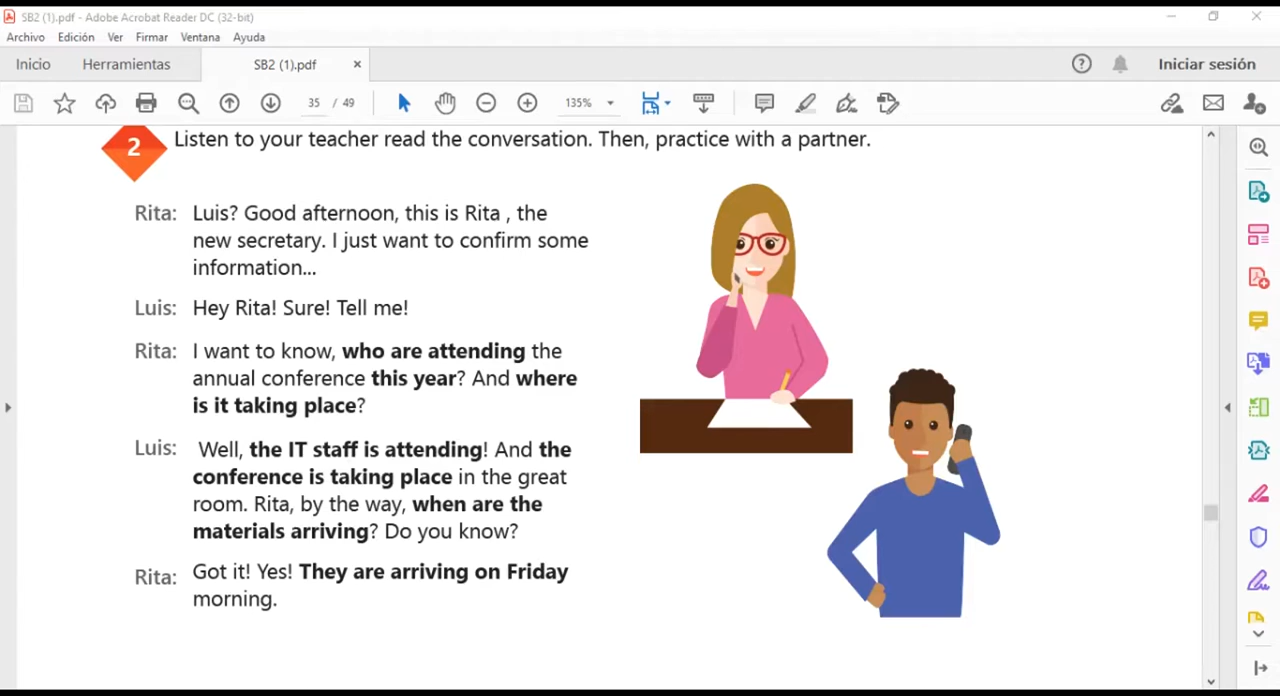 SB2 (1).pdf - Adobe Acrobat Reader DC (32-bit)
Archivo Edición Ver Firmar Ventana Ayuda
Inicio Herramientas SB2 (1).pdf × Iniciar sesión
35 / 49 135%
2 Listen to your teacher read the conversation. Then, practice with a partner.
Rita: Luis? Good afternoon, this is Rita , the
new secretary. I just want to confirm some
information...
Luis: Hey Rita! Sure! Tell me!
Rita: I want to know, who are attending the
annual conference this year? And where
is it taking place?
Luis: Well, the IT staff is attending! And the
conference is taking place in the great
room. Rita, by the way, when are the
materials arriving? Do you know?
Rita: Got it! Yes! They are arriving on Friday
morning.